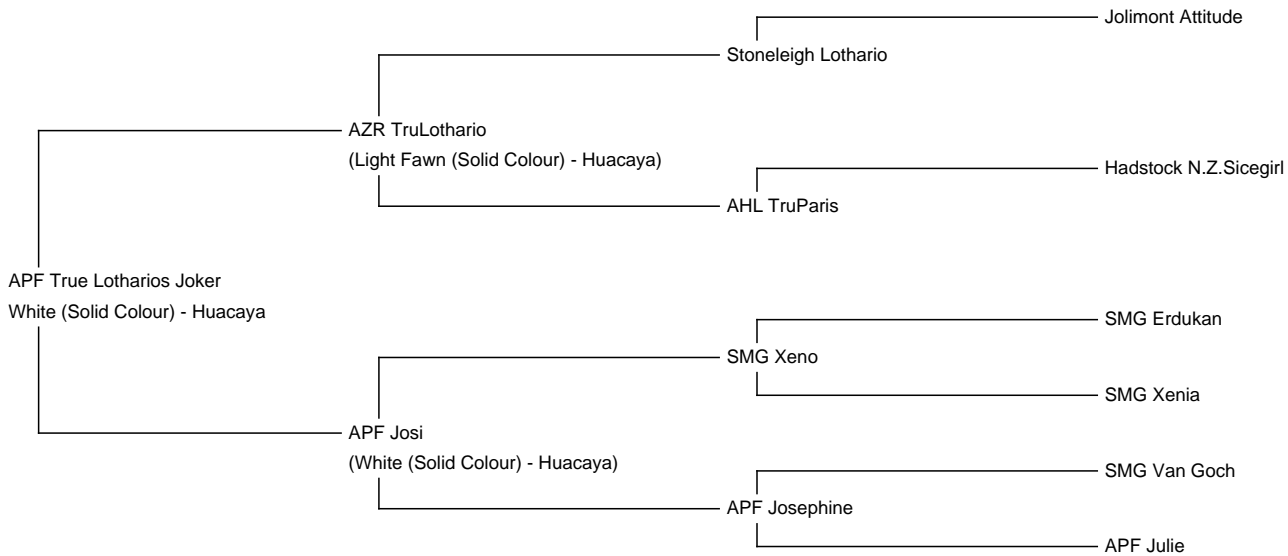 Jolimont Attitude
Stoneleigh Lothario
AZR TruLothario
(Light Fawn (Solid Colour) - Huacaya)
Hadstock N.Z.Sicegirl
AHL TruParis
APF True Lotharios Joker
White (Solid Colour) - Huacaya
SMG Erdukan
SMG Xeno
SMG Xenia
APF Josi
(White (Solid Colour) - Huacaya)
SMG Van Goch
APF Josephine
APF Julie